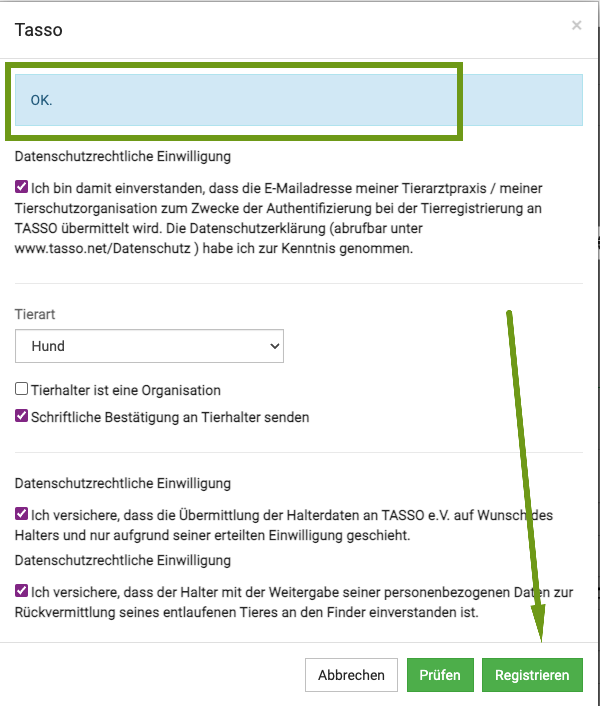 Tasso
×
OK.
Datenschutzrechtliche Einwilligung
Ich bin damit einverstanden, dass die E-Mailadresse meiner Tierarztpraxis / meiner
Tierschutzorganisation zum Zwecke der Authentifizierung bei der Tierregistrierung an
TASSO übermittelt wird. Die Datenschutzerklärung (abrufbar unter
www.tasso.net/Datenschutz ) habe ich zur Kenntnis genommen.
Tierart
Hund
Tierhalter ist eine Organisation
Schriftliche Bestätigung an Tierhalter senden
Datenschutzrechtliche Einwilligung
Ich versichere, dass die Übermittlung der Halterdaten an TASSO e.V. auf Wunsch des
Halters und nur aufgrund seiner erteilten Einwilligung geschieht.
Datenschutzrechtliche Einwilligung
Ich versichere, dass der Halter mit der Weitergabe seiner personenbezogenen Daten zur
Rückvermittlung seines entlaufenen Tieres an den Finder einverstanden ist.
Abbrechen Prüfen Registrieren